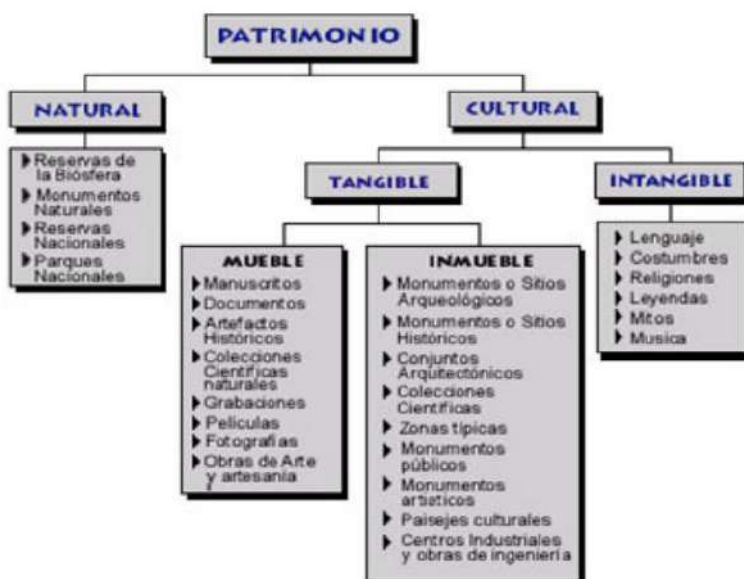 PATRIMONIO
NATURAL
CULTURAL
Reservas de
la Biósfera
Monumentos
Naturales
Reservas
Nacionales
Parques
Nacionales
TANGIBLE
INTANGIBLE
MUEBLE
Manuscritos
Documentos
Artefactos
Históricos
Colecciones
Científicas
naturales
Grabaciones
Películas
Fotografías
Obras de Arte
y artesanía
INMUEBLE
Monumentos o Sitios
Arqueológicos
Monumentos o Sitios
Históricos
Conjuntos
Arquitectónicos
Colecciones
Científicas
Zonas típicas
Monumentos
públicos
Monumentos
artísticos
Paisejes culturales
Centros Industriales
y obras de ingeniería
Lenguaje
Costumbres
Religiones
Leyendas
Mitos
Musica